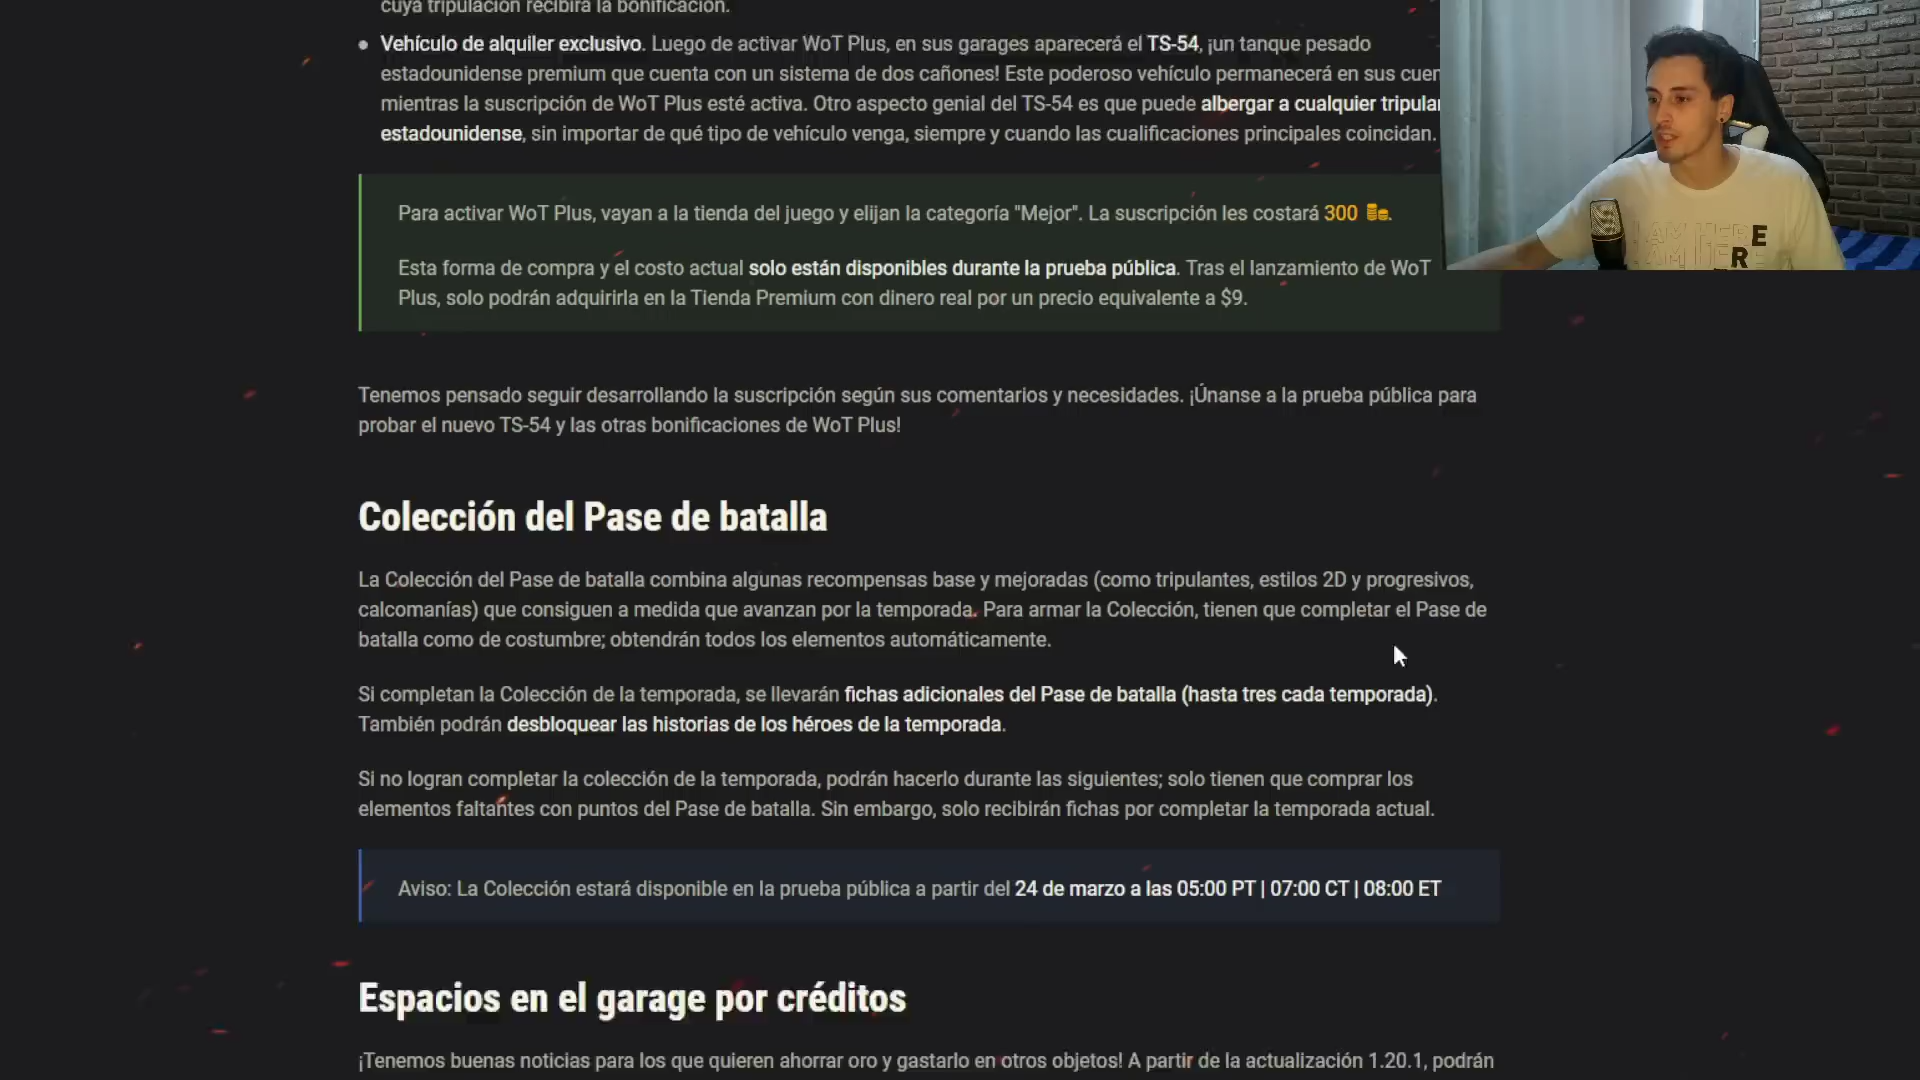 cuya tripulación recibirá la bonificación.
Vehículo de alquiler exclusivo. Luego de activar WoT Plus, en sus garages aparecerá el TS-54, ¡un tanque pesado
estadounidense premium que cuenta con un sistema de dos cañones! Este poderoso vehículo permanecerá en sus cuen
mientras la suscripción de WoT Plus esté activa. Otro aspecto genial del TS-54 es que puede albergar a cualquier tripular
estadounidense, sin importar de qué tipo de vehículo venga, siempre y cuando las cualificaciones principales coincidan.
Para activar WoT Plus, vayan a la tienda del juego y elijan la categoría "Mejor". La suscripción les costará 300 .
Esta forma de compra y el costo actual solo están disponibles durante la prueba pública. Tras el lanzamiento de WoT
Plus, solo podrán adquirirla en la Tienda Premium con dinero real por un precio equivalente a $9.
Tenemos pensado seguir desarrollando la suscripción según sus comentarios y necesidades. ¡Únanse a la prueba pública para
probar el nuevo TS-54 y las otras bonificaciones de WoT Plus!
Colección del Pase de batalla
La Colección del Pase de batalla combina algunas recompensas base y mejoradas (como tripulantes, estilos 2D y progresivos,
calcomanías) que consiguen a medida que avanzan por la temporada. Para armar la Colección, tienen que completar el Pase de
batalla como de costumbre; obtendrán todos los elementos automáticamente.
Si completan la Colección de la temporada, se llevarán fichas adicionales del Pase de batalla (hasta tres cada temporada).
También podrán desbloquear las historias de los héroes de la temporada.
Si no logran completar la colección de la temporada, podrán hacerlo durante las siguientes; solo tienen que comprar los
elementos faltantes con puntos del Pase de batalla. Sin embargo, solo recibirán fichas por completar la temporada actual.
Aviso: La Colección estará disponible en la prueba pública a partir del 24 de marzo a las 05:00 PT | 07:00 CT | 08:00 ET
Espacios en el garage por créditos
¡Tenemos buenas noticias para los que quieren ahorrar oro y gastarlo en otros objetos! A partir de la actualización 1.20.1, podrán